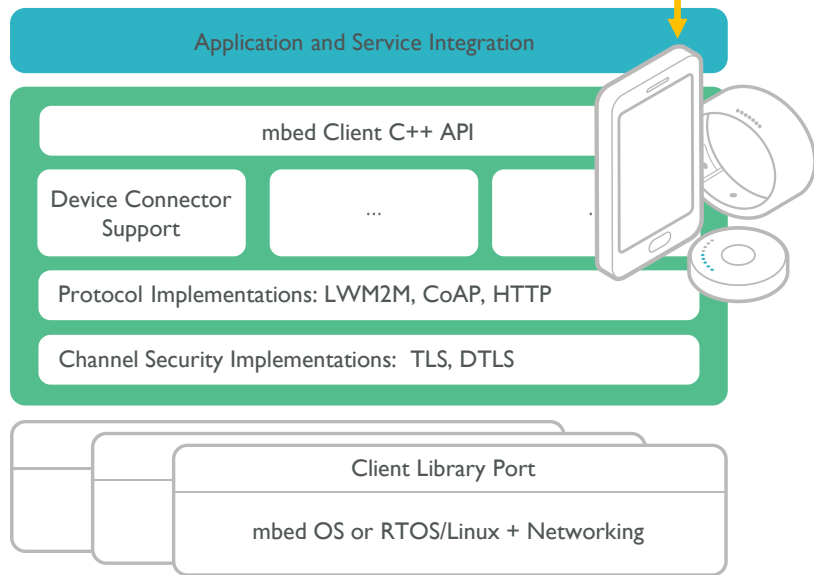 Application and Service Integration
mbed Client C++ API
Device Connector
Support
...
.
Protocol Implementations: LWM2M, CoAP, HTTP
Channel Security Implementations: TLS, DTLS
Client Library Port
mbed OS or RTOS/Linux + Networking